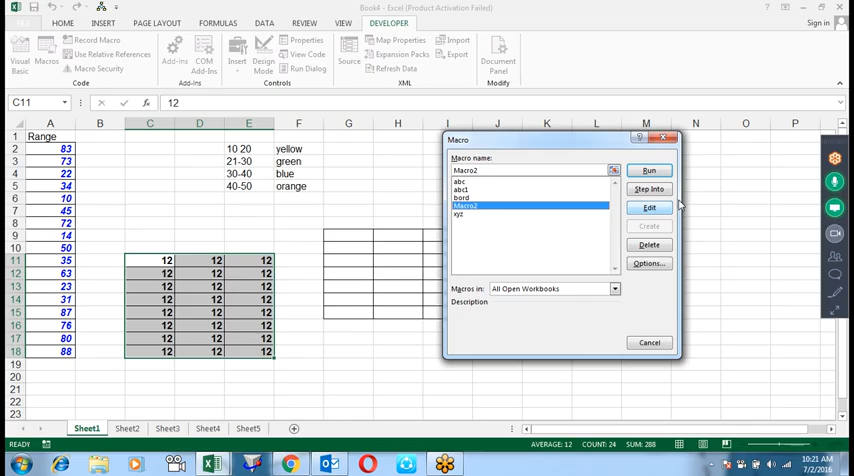 Book4 - Excel (Product Activation Failed)
FILE HOME INSERT PAGE LAYOUT FORMULAS DATA REVIEW VIEW DEVELOPER Sign in
Visual Basic
Macros
Record Macro
Use Relative References
Macro Security
Code
Add-Ins
COM Add-Ins
Add-Ins
Insert
Design Mode
Properties
View Code
Run Dialog
Controls
Source
Map Properties
Expansion Packs
Refresh Data
Import
Export
XML
Document Panel
Modify
C11 fx 12
A B C D E F G H I J K L M N O P
1 Range
2 83 10 20 yellow
3 73 21-30 green
4 22 30-40 blue
5 34 40-50 orange
6 10
7 45
8 72
9 14
10 50
11 35 12 12 12
12 63 12 12 12
13 23 12 12 12
14 31 12 12 12
15 87 12 12 12
16 76 12 12 12
17 80 12 12 12
18 88 12 12 12
19
20
21
22
23
Macro
Macro name:
Macro2
abc
abc1
bord
Macro2
xyz
Run
Step Into
Edit
Create
Delete
Options...
Macros in: All Open Workbooks
Description
Cancel
Sheet1 Sheet2 Sheet3 Sheet4 Sheet5
READY AVERAGE: 12 COUNT: 24 SUM: 288
10:21 AM
7/2/2016